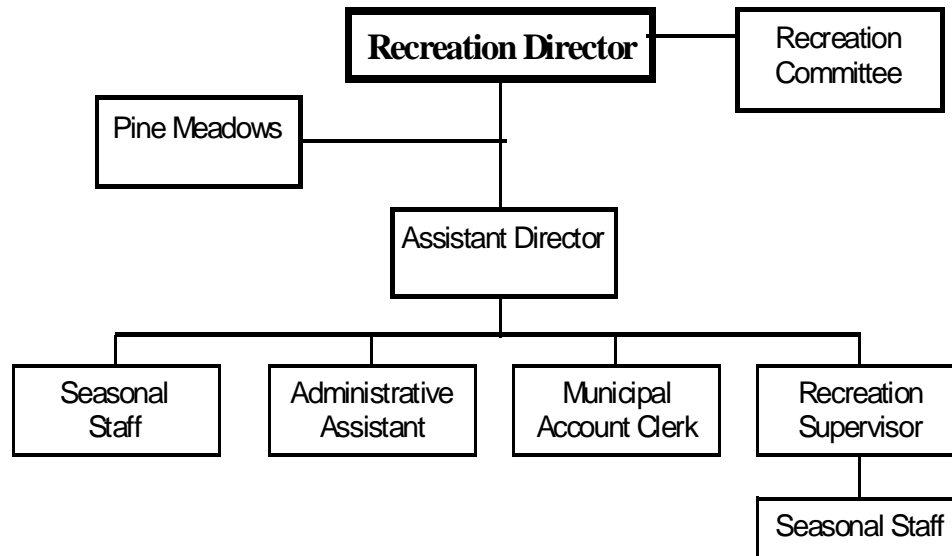 Recreation Director
Recreation
Committee
Pine Meadows
Assistant Director
Seasonal
Staff
Administrative
Assistant
Municipal
Account Clerk
Recreation
Supervisor
Seasonal Staff